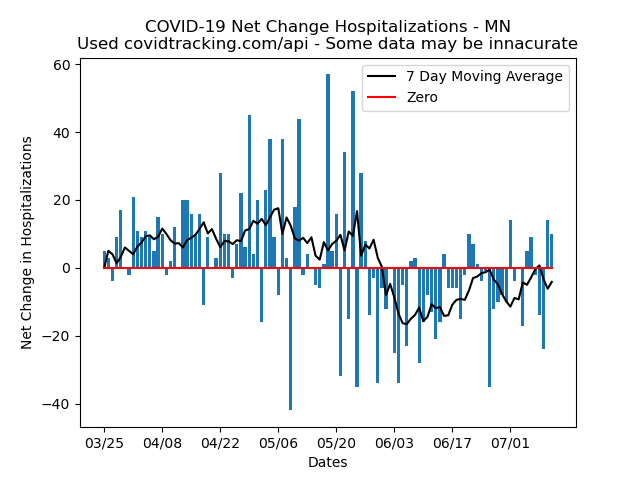 COVID-19 Net Change Hospitalizations - MN
Used covidtracking.com/api - Some data may be innacurate
7 Day Moving Average
Zero
Net Change in Hospitalizations
60
40
20
0
−20
−40
03/25 04/08 04/22 05/06 05/20 06/03 06/17 07/01
Dates